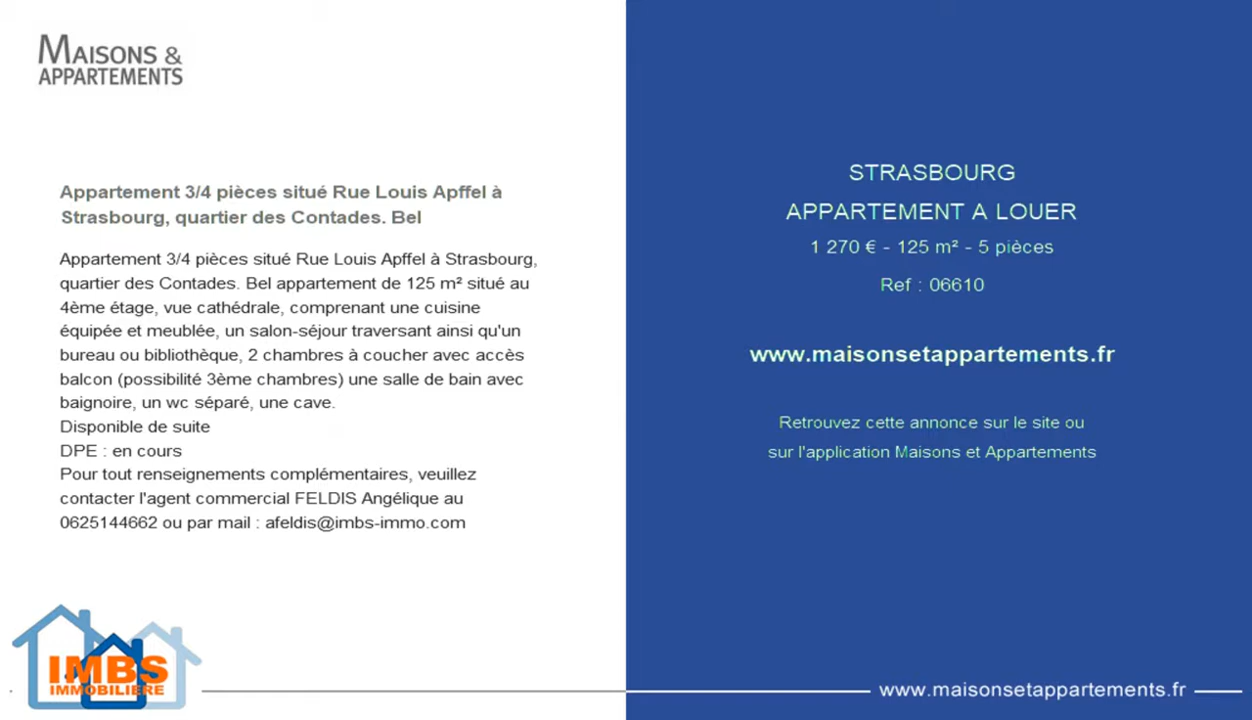 MAISONS &
APPARTEMENTS
Appartement 3/4 pièces situé Rue Louis Apffel à
Strasbourg, quartier des Contades. Bel
Appartement 3/4 pièces situé Rue Louis Apffel à Strasbourg,
quartier des Contades. Bel appartement de 125 m² situé au
4ème étage, vue cathédrale, comprenant une cuisine
équipée et meublée, un salon-séjour traversant ainsi qu'un
bureau ou bibliothèque, 2 chambres à coucher avec accès
balcon (possibilité 3ème chambres) une salle de bain avec
baignoire, un wc séparé, une cave.
Disponible de suite
DPE : en cours
Pour tout renseignements complémentaires, veuillez
contacter l'agent commercial FELDIS Angélique au
0625144662 ou par mail : afeldis@imbs-immo.com
IMBS
IMMOBILIERE
STRASBOURG
APPARTEMENT A LOUER
1 270 € - 125 m² - 5 pièces
Ref : 06610
www.maisonsetappartements.fr
Retrouvez cette annonce sur le site ou
sur l'application Maisons et Appartements
www.maisonsetappartements.fr